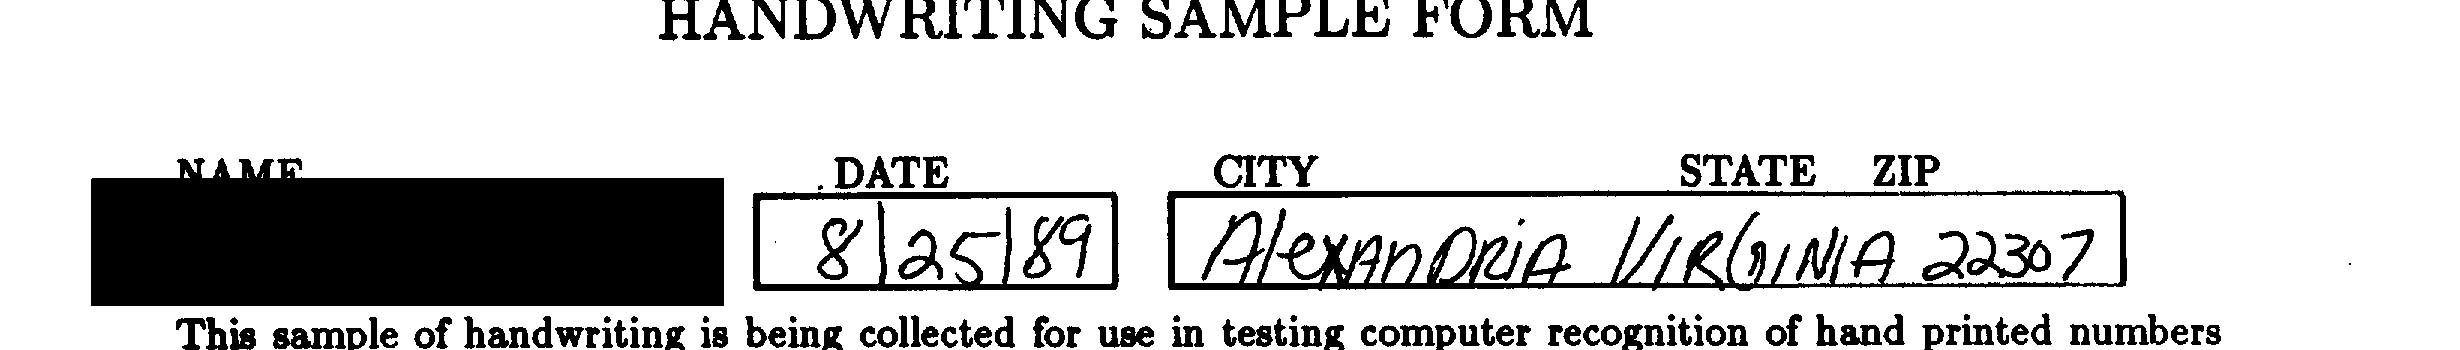 HANDWRITING SAMPLE FORM
NAME DATE CITY STATE ZIP
8/25/89 AlexAnDRiA VIRGINIA 22307
This sample of handwriting is being collected for use in testing computer recognition of hand printed numbers